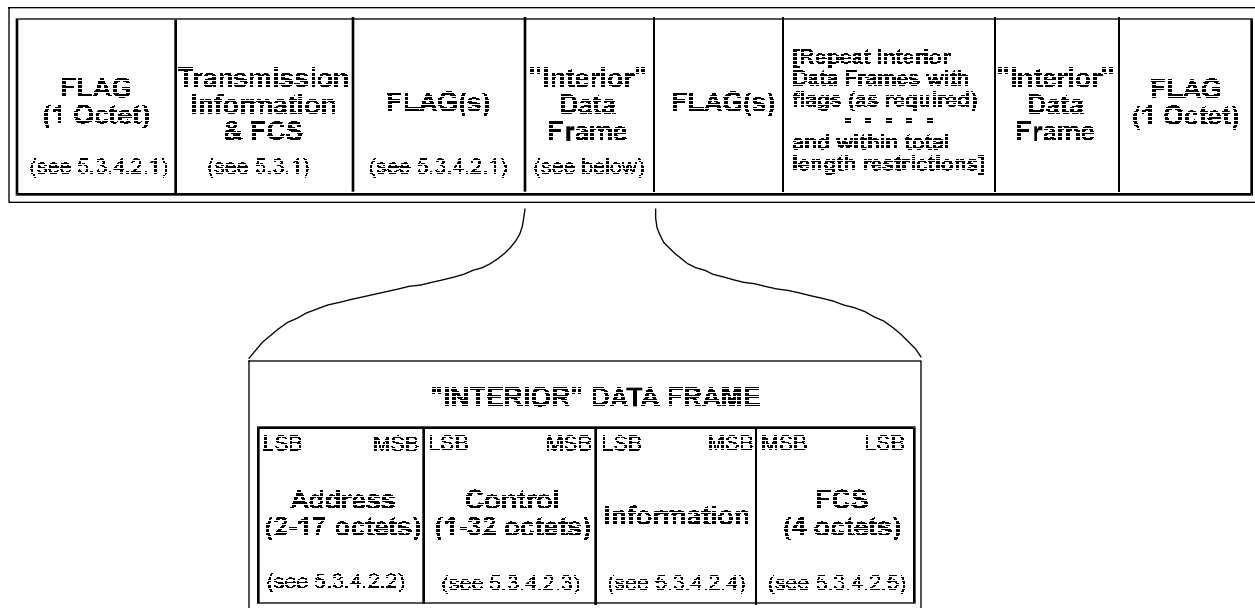 FLAG
(1 Octet)
(see 5.3.4.2.1)
Transmission
Information
& FCS
(see 5.3.1)
FLAG(s)
(see 5.3.4.2.1)
"Interior"
Data
Frame
(see below)
FLAG(s)
[Repeat Interior
Data Frames with
flags (as required)
- - - - -
and within total
length restrictions]
"Interior"
Data
Frame
FLAG
(1 Octet)
"INTERIOR" DATA FRAME
LSB MSB
Address
(2-17 octets)
(see 5.3.4.2.2)
LSB MSB
Control
(1-32 octets)
(see 5.3.4.2.3)
LSB MSB
Information
(see 5.3.4.2.4)
MSB LSB
FCS
(4 octets)
(see 5.3.4.2.5)